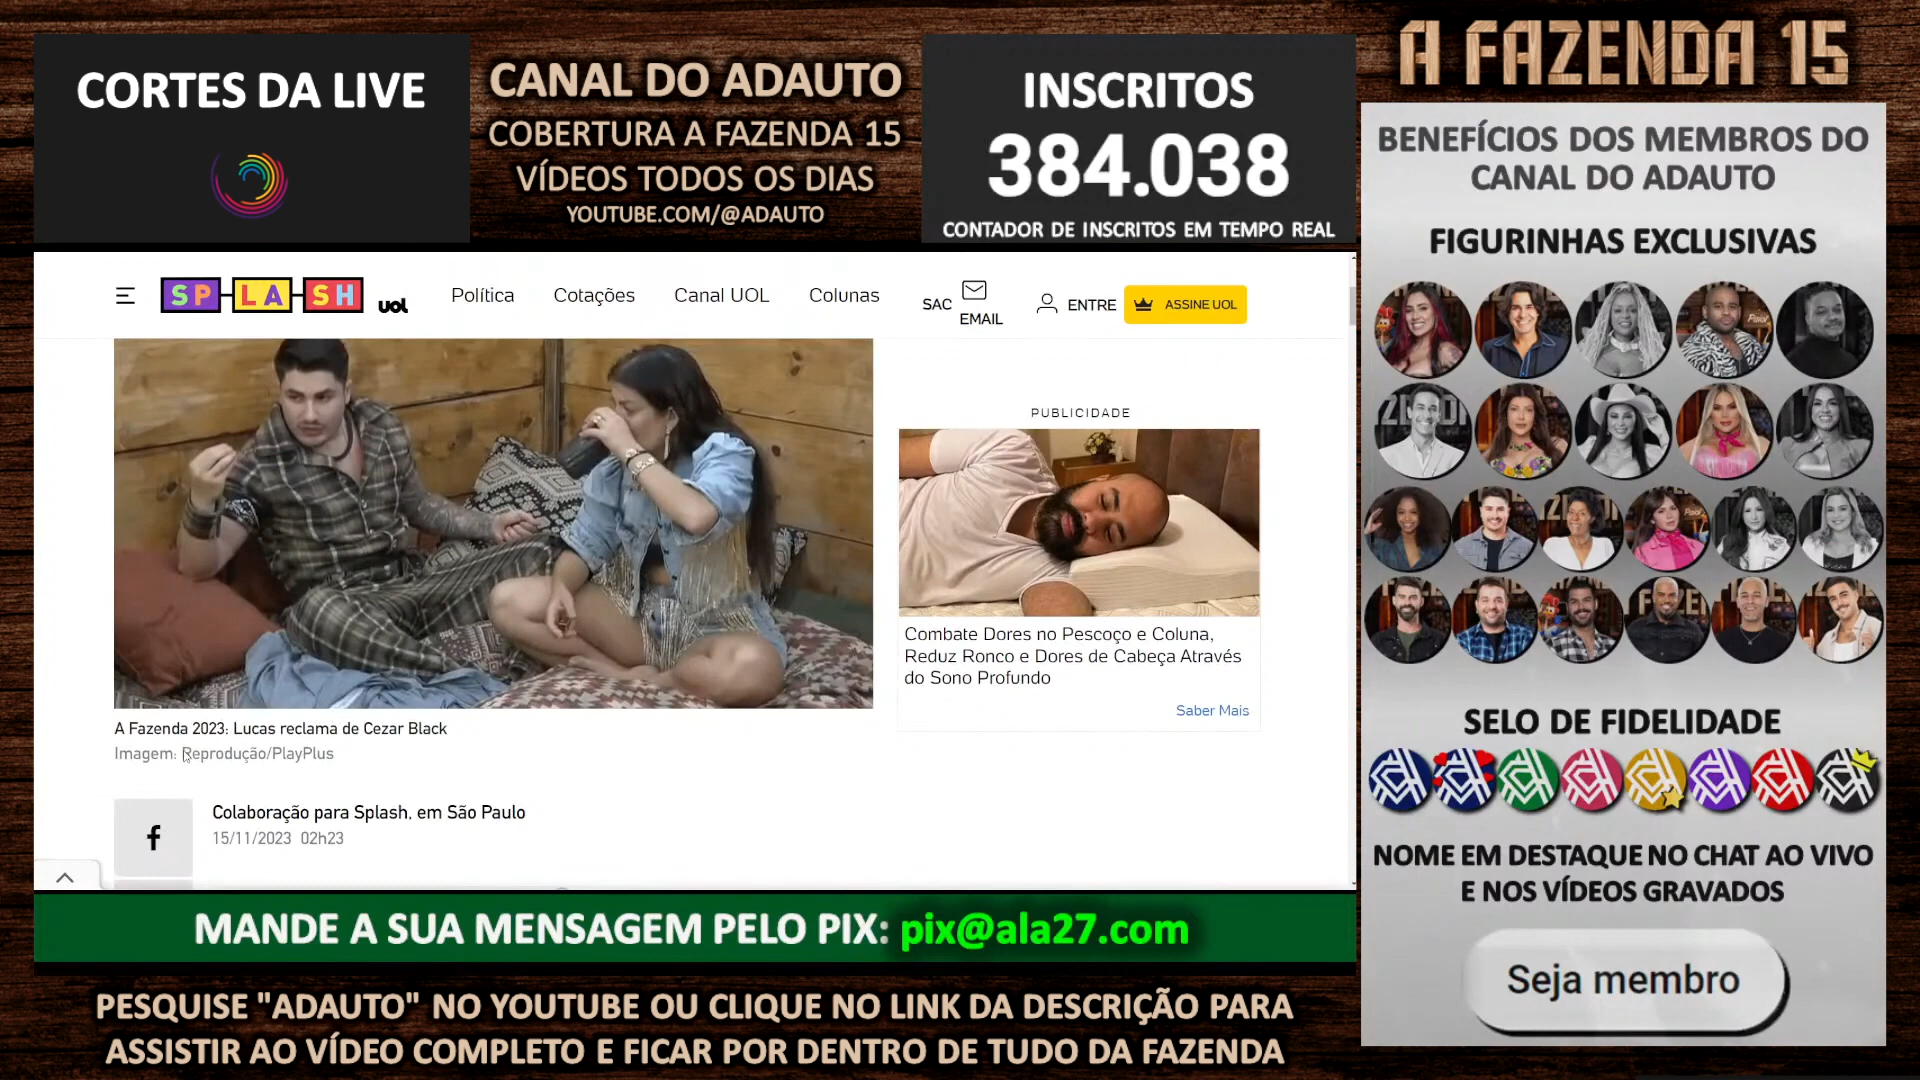 CORTES DA LIVE
CANAL DO ADAUTO
COBERTURA A FAZENDA 15
VÍDEOS TODOS OS DIAS
YOUTUBE.COM/@ADAUTO
INSCRITOS
384.038
CONTADOR DE INSCRITOS EM TEMPO REAL
A FAZENDA 15
BENEFÍCIOS DOS MEMBROS DO
CANAL DO ADAUTO
FIGURINHAS EXCLUSIVAS
SELO DE FIDELIDADE
NOME EM DESTAQUE NO CHAT AO VIVO
E NOS VÍDEOS GRAVADOS
Seja membro
SPLASH uol
Política Cotações Canal UOL Colunas
SAC EMAIL
ENTRE ASSINE UOL
PUBLICIDADE
Combate Dores no Pescoço e Coluna,
Reduz Ronco e Dores de Cabeça Através
do Sono Profundo
Saber Mais
A Fazenda 2023: Lucas reclama de Cezar Black
Imagem: Reprodução/PlayPlus
f
Colaboração para Splash, em São Paulo
15/11/2023 02h23
MANDE A SUA MENSAGEM PELO PIX: pix@ala27.com
PESQUISE "ADAUTO" NO YOUTUBE OU CLIQUE NO LINK DA DESCRIÇÃO PARA
ASSISTIR AO VÍDEO COMPLETO E FICAR POR DENTRO DE TUDO DA FAZENDA